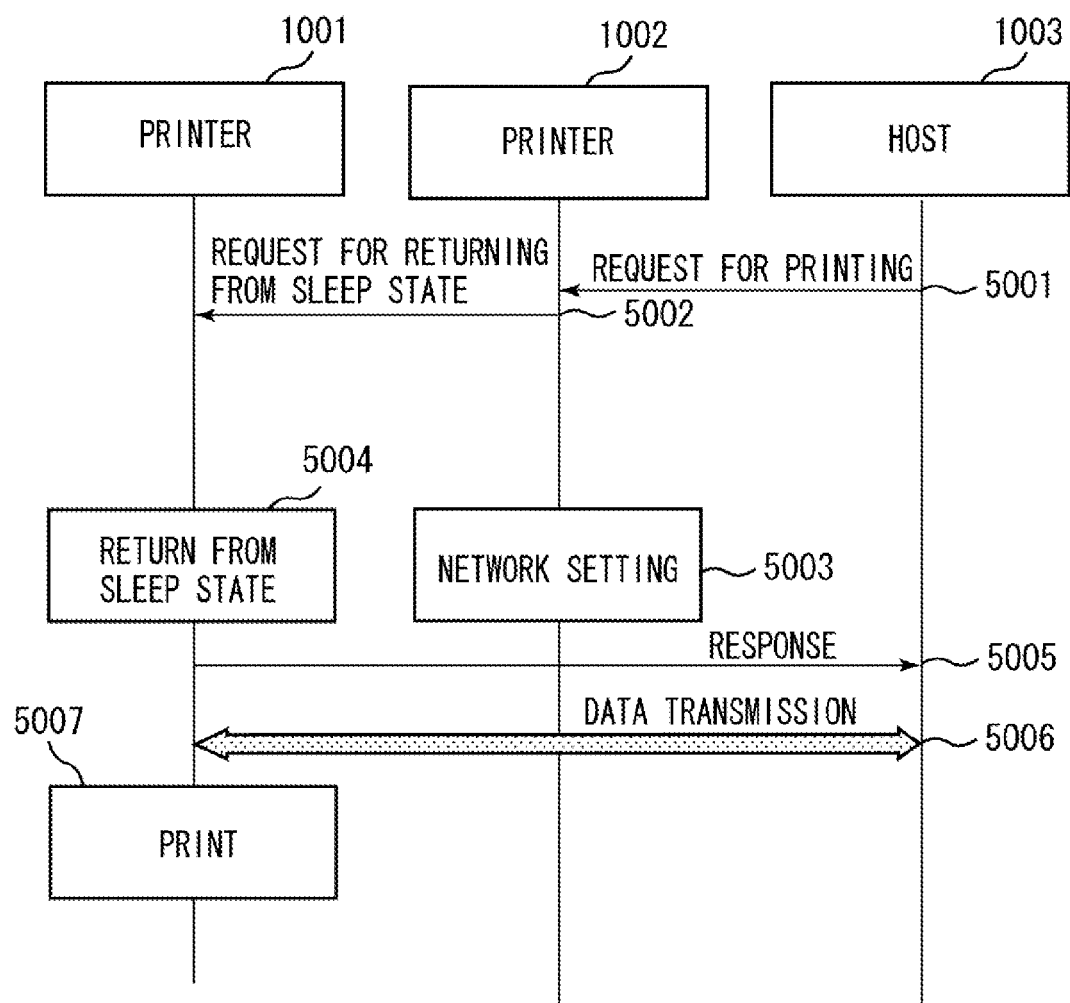 1001
1002
1003
PRINTER
PRINTER
HOST
REQUEST FOR RETURNING
FROM SLEEP STATE
REQUEST FOR PRINTING
5001
5002
5004
RETURN FROM
SLEEP STATE
NETWORK SETTING
5003
RESPONSE
5005
5007
DATA TRANSMISSION
5006
PRINT